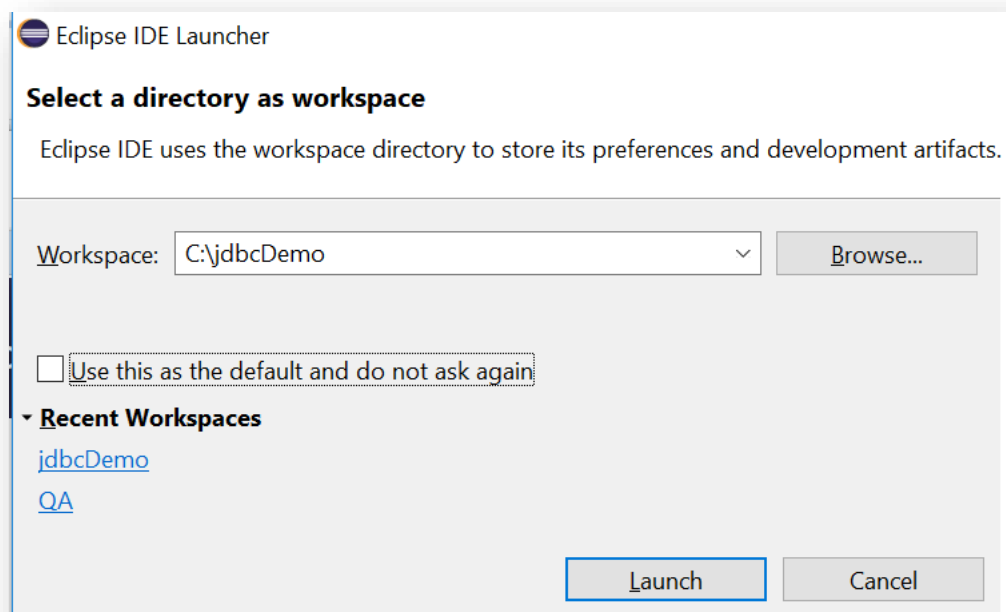 Eclipse IDE Launcher
Select a directory as workspace
Eclipse IDE uses the workspace directory to store its preferences and development artifacts.
Workspace: C:\jdbcDemo Browse...
Use this as the default and do not ask again
Recent Workspaces
jdbcDemo
QA
Launch Cancel